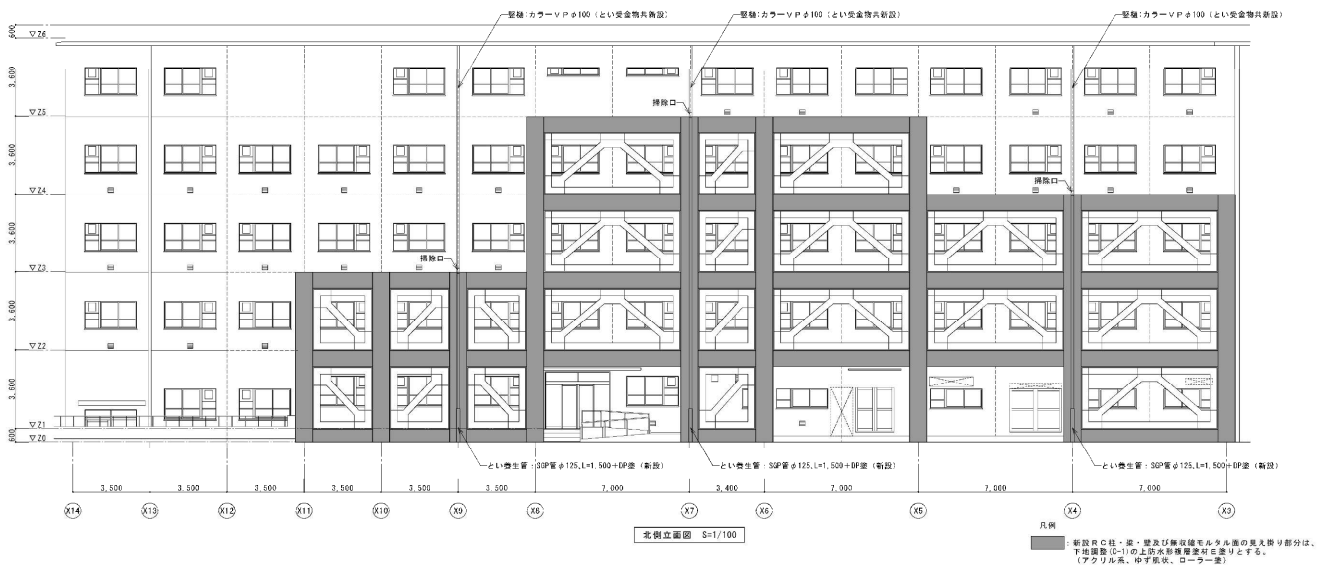 竪樋:カラーVPφ100 (とい受金物共新設)
竪樋:カラーVPφ100 (とい受金物共新設)
竪樋:カラーVPφ100 (とい受金物共新設)
600
▽Z6
3,600
掃除口
▽Z5
3,600
掃除口
▽Z4
3,600
掃除口
▽Z3
3,600
▽Z2
3,600
▽Z1
600
▽Z0
とい養生管:SGP管φ125,L=1,500+DP塗 (新設)
とい養生管:SGP管φ125,L=1,500+DP塗 (新設)
とい養生管:SGP管φ125,L=1,500+DP塗 (新設)
3,500 3,500 3,500 3,500 3,500 3,500 7,000 3,400 7,000 7,000 7,000
X14 X13 X12 X11 X10 X9 X8 X7 X6 X5 X4 X3
北側立面図 S=1/100
凡例
:新設RC柱・梁・壁及び無収縮モルタル面の見え掛り部分は、
下地調整(C-1)の上防水形複層塗材E塗りとする。
(アクリル系、ゆず肌状、ローラー塗)